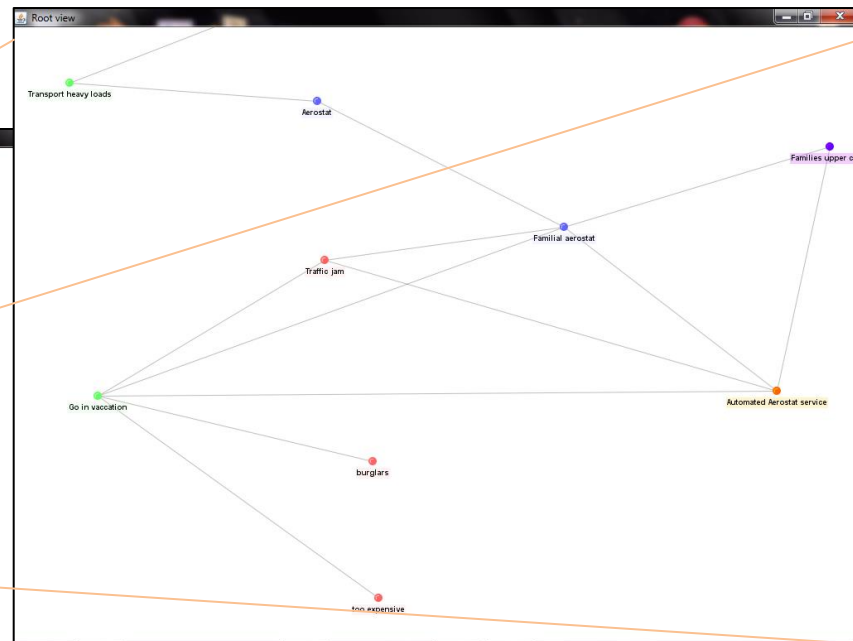 Root view
Transport heavy loads
Aerostat
Families upper
Familial aerostat
Traffic jam
Go in vaccation
Automated Aerostat service
burglars
too expensive